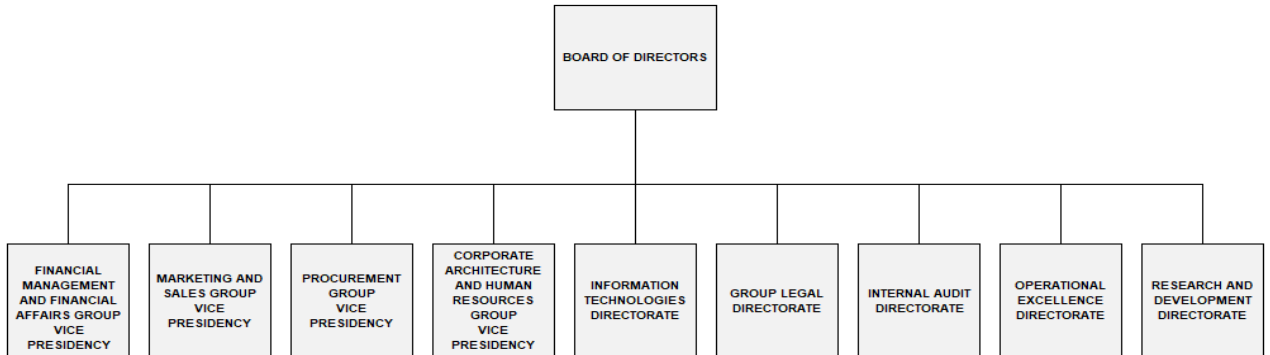 BOARD OF DIRECTORS
FINANCIAL
MANAGEMENT
AND FINANCIAL
AFFAIRS GROUP
VICE
PRESIDENCY
MARKETING AND
SALES GROUP
VICE
PRESIDENCY
PROCUREMENT
GROUP
VICE
PRESIDENCY
CORPORATE
ARCHITECTURE
AND HUMAN
RESOURCES
GROUP
VICE
PRESIDENCY
INFORMATION
TECHNOLOGIES
DIRECTORATE
GROUP LEGAL
DIRECTORATE
INTERNAL AUDIT
DIRECTORATE
OPERATIONAL
EXCELLENCE
DIRECTORATE
RESEARCH AND
DEVELOPMENT
DIRECTORATE